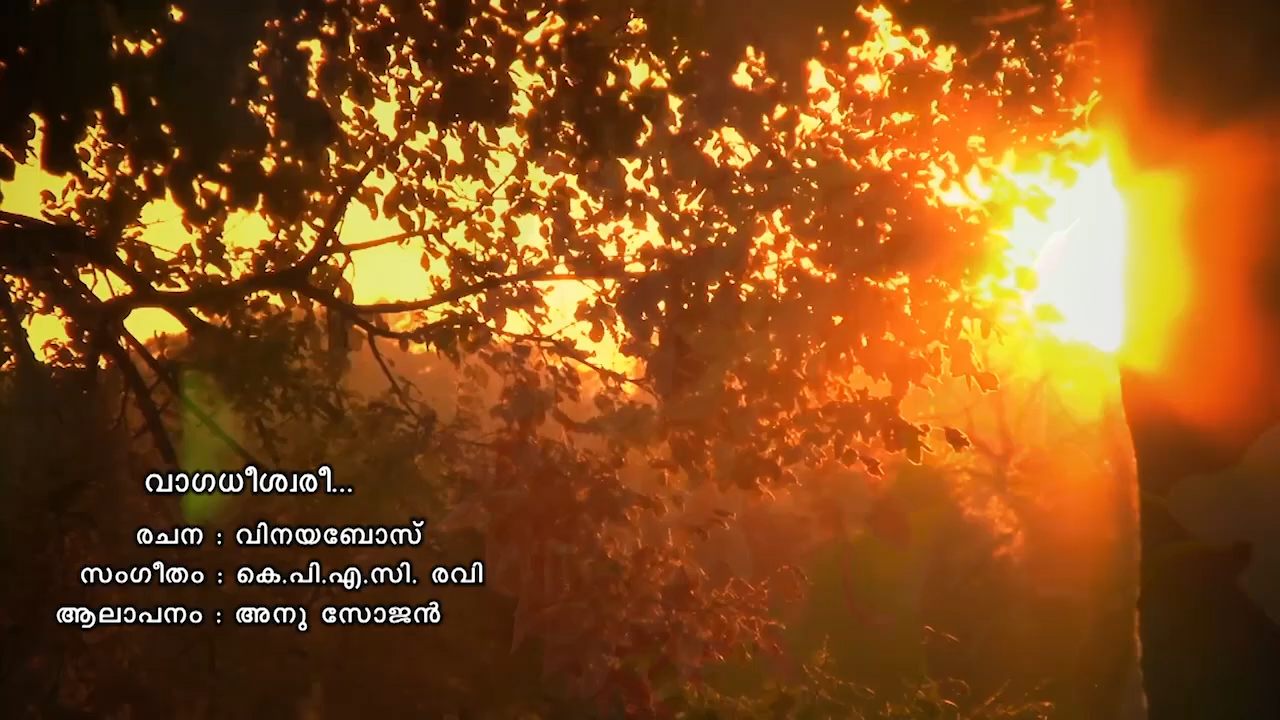 വാഗധീശ്വരീ...
രചന : വിനയബോസ്
സംഗീതം : കെ.പി.എ.സി. രവി
ആലാപനം : അനു സോജൻ